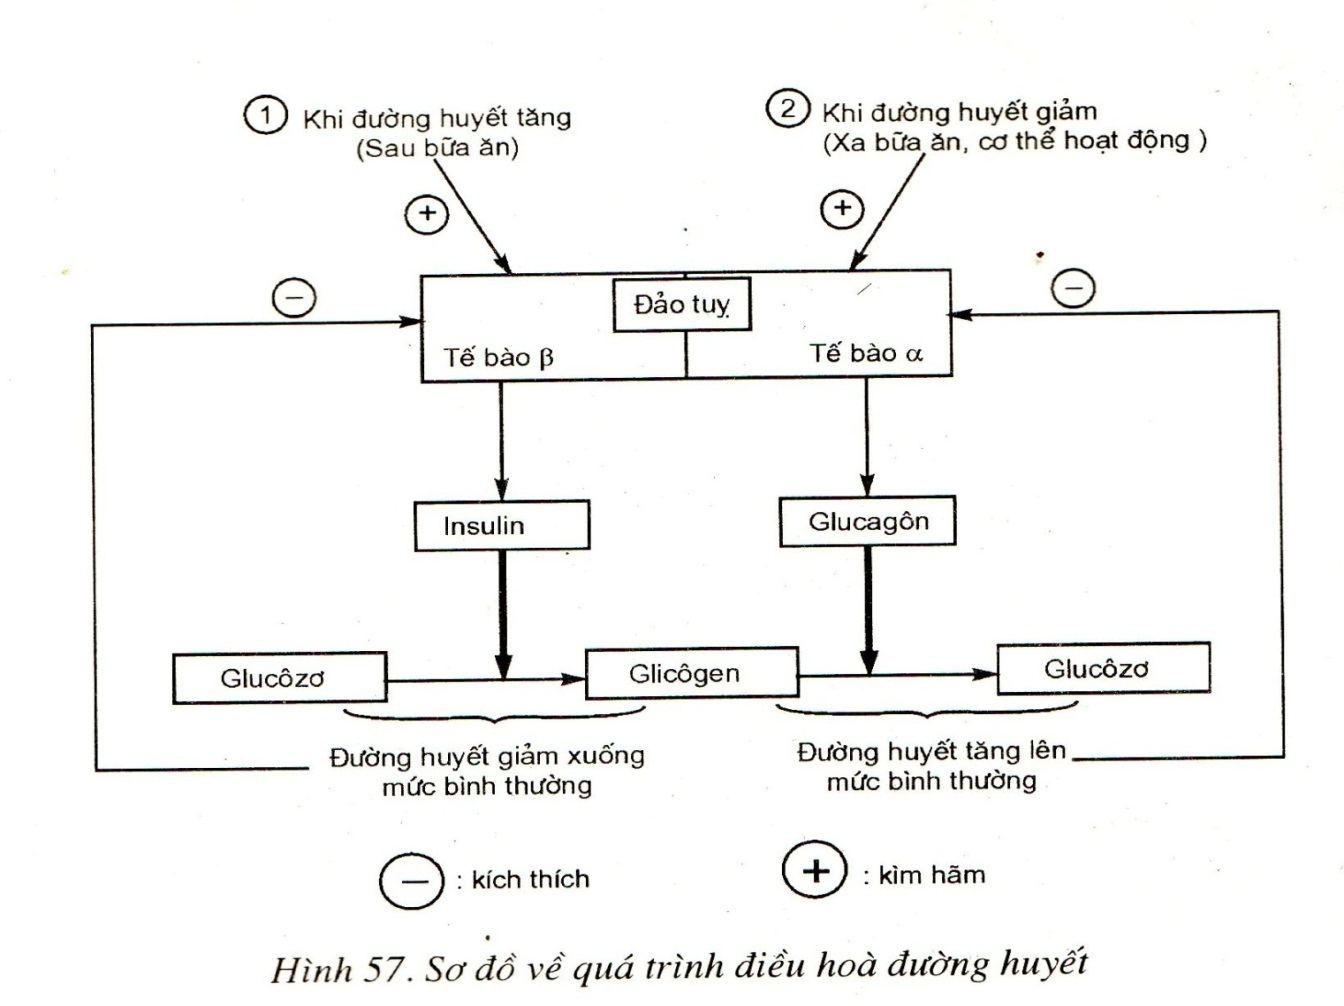 1 Khi đường huyết tăng
(Sau bữa ăn)
2 Khi đường huyết giảm
(Xa bữa ăn, cơ thể hoạt động )
+
+
−
−
Đảo tuỵ
Tế bào β
Tế bào α
Insulin
Glucagôn
Glucôzơ
Glicôgen
Glucôzơ
Đường huyết giảm xuống
mức bình thường
Đường huyết tăng lên
mức bình thường
− : kích thích
+ : kìm hãm
Hình 57. Sơ đồ về quá trình điều hoà đường huyết